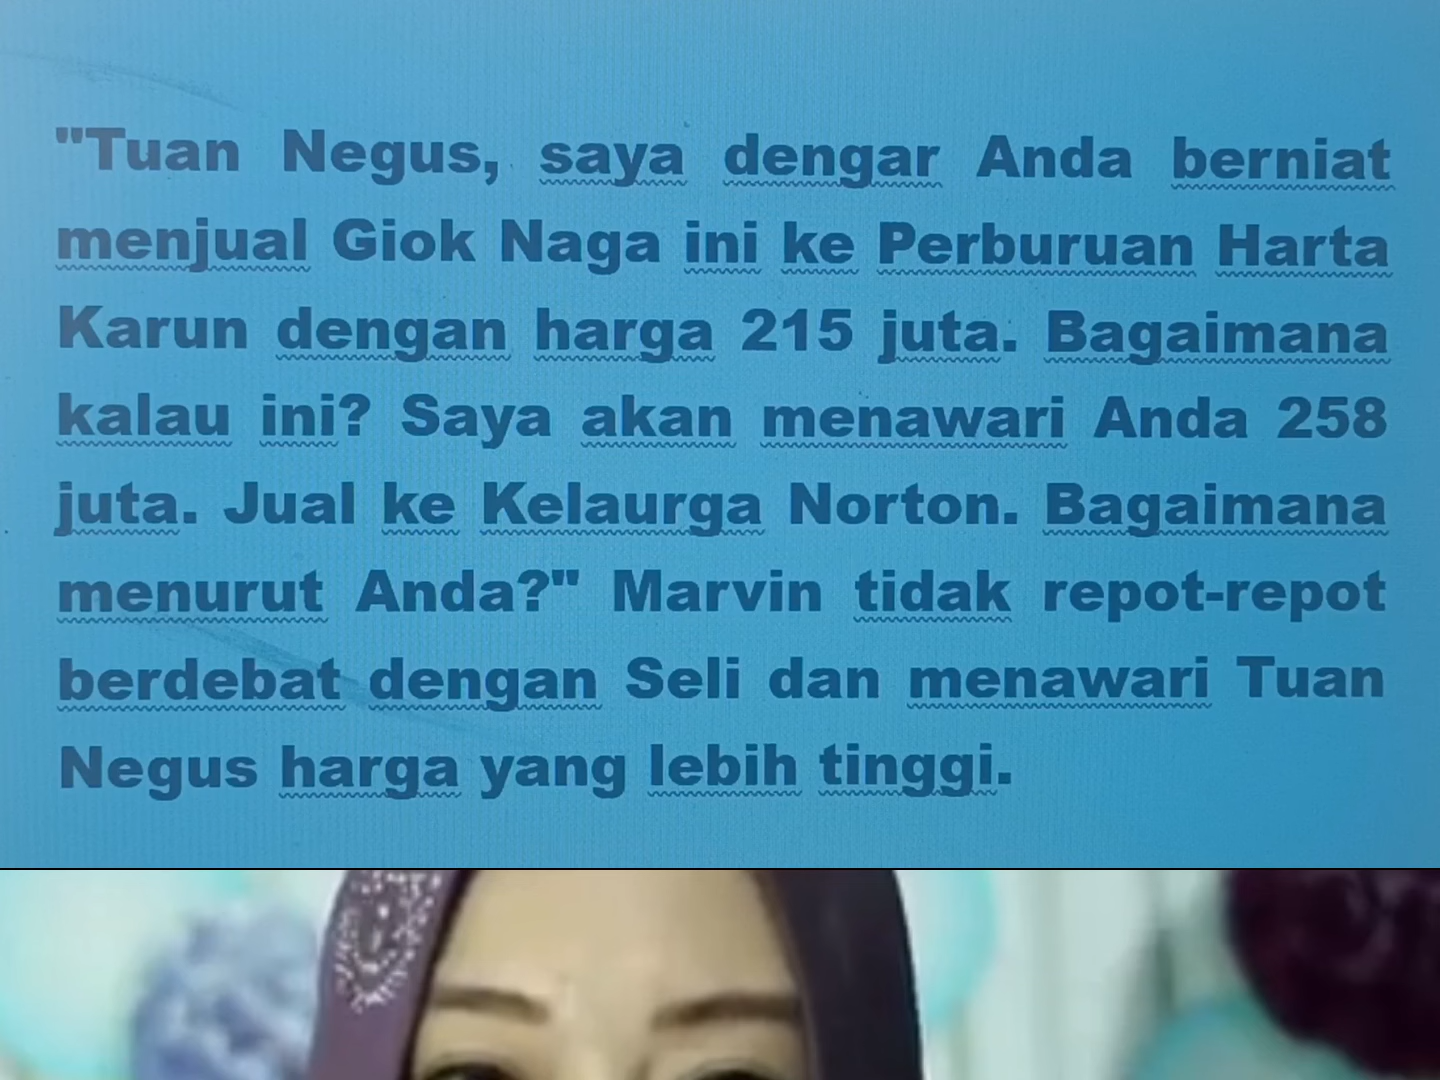 "Tuan Negus, saya dengar Anda berniat
menjual Giok Naga ini ke Perburuan Harta
Karun dengan harga 215 juta. Bagaimana
kalau ini? Saya akan menawari Anda 258
juta. Jual ke Kelaurga Norton. Bagaimana
menurut Anda?" Marvin tidak repot-repot
berdebat dengan Seli dan menawari Tuan
Negus harga yang lebih tinggi.